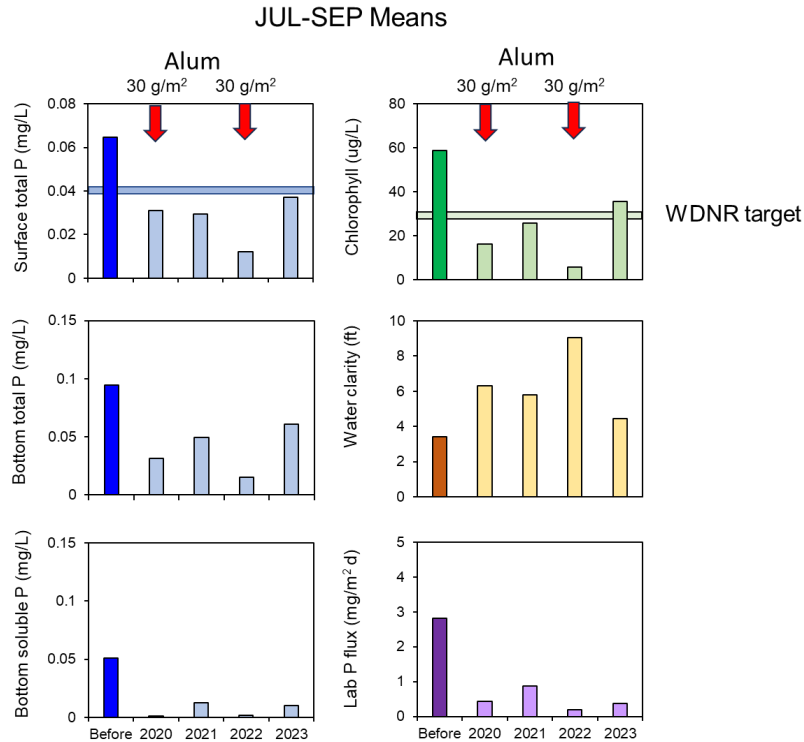 JUL-SEP Means
Alum
30 g/m² 30 g/m²
Alum
30 g/m² 30 g/m²
Surface total P (mg/L)
0.08
0.06
0.04
0.02
0
Chlorophyll (ug/L)
80
60
40
20
0
WDNR target
Bottom total P (mg/L)
0.15
0.1
0.05
0
Water clarity (ft)
10
8
6
4
2
0
Bottom soluble P (mg/L)
0.15
0.1
0.05
0
Before 2020 2021 2022 2023
Lab P flux (mg/m² d)
5
4
3
2
1
0
Before 2020 2021 2022 2023